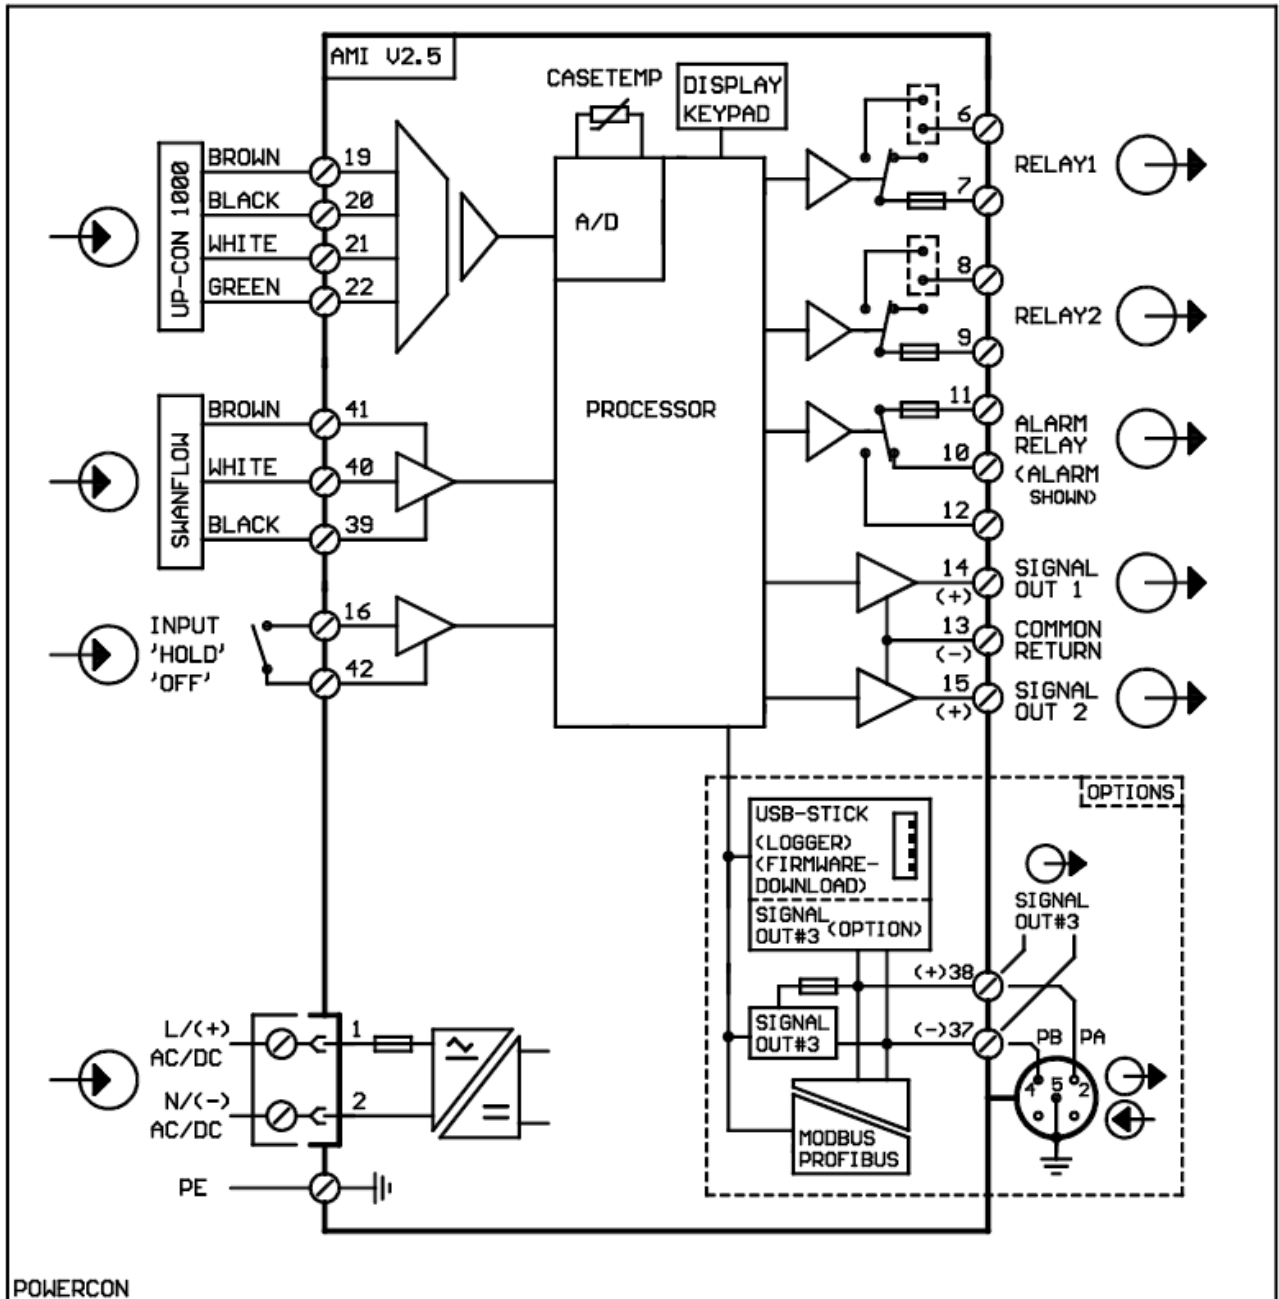 AMI V2.5
CASETEMP
DISPLAY
KEYPAD
UP-CON 1000
BROWN 19
BLACK 20
WHITE 21
GREEN 22
A/D
6
RELAY1
7
8
RELAY2
9
SWANFLOW
BROWN 41
WHITE 40
BLACK 39
PROCESSOR
11
ALARM
RELAY
10
(ALARM
SHOWN)
12
INPUT
'HOLD'
'OFF'
16
42
14
(+)
SIGNAL
OUT 1
13
(-)
COMMON
RETURN
15
(+)
SIGNAL
OUT 2
OPTIONS
USB-STICK
(LOGGER)
(FIRMWARE-
DOWNLOAD)
SIGNAL
OUT#3 (OPTION)
SIGNAL
OUT#3
(+)38
SIGNAL
OUT#3
(-)37
PB PA
4 5 2
MODBUS
PROFIBUS
L/(+)
AC/DC
1
N/(-)
AC/DC
2
PE
POWERCON